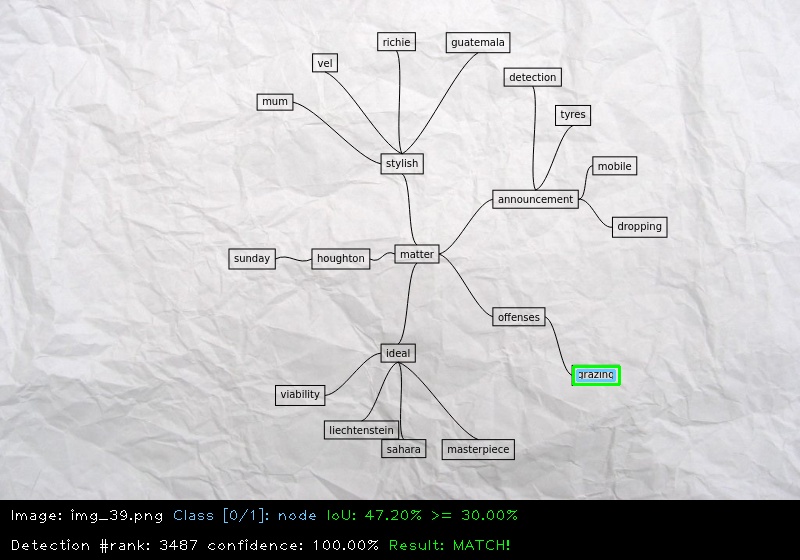 richie
guatemala
vel
detection
mum
tyres
stylish
mobile
announcement
dropping
matter
sunday
houghton
offenses
ideal
grazing
viability
liechtenstein
sahara
masterpiece
Image: img_39.png Class [0/1]: node IoU: 47.20% >= 30.00%
Detection #rank: 3487 confidence: 100.00% Result: MATCH!